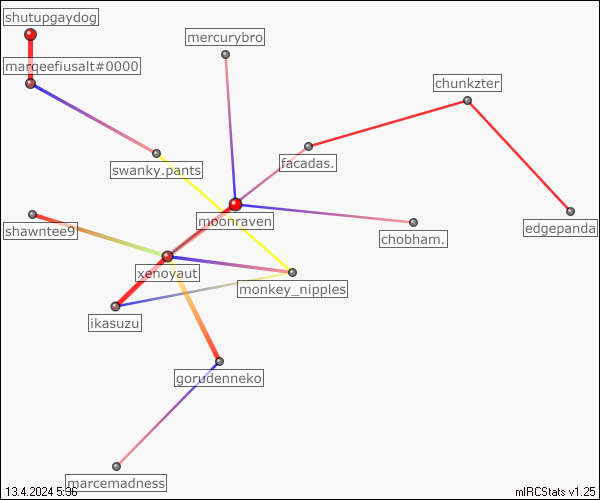 shutupgaydog
mercurybro
marqeefiusalt#0000
chunkzter
facadas.
swanky.pants
moonraven
edgepanda
shawntee9
chobham.
xenoyaut
monkey_nipples
ikasuzu
gorudenneko
marcemadness
13.4.2024 5:36
mIRCStats v1.25